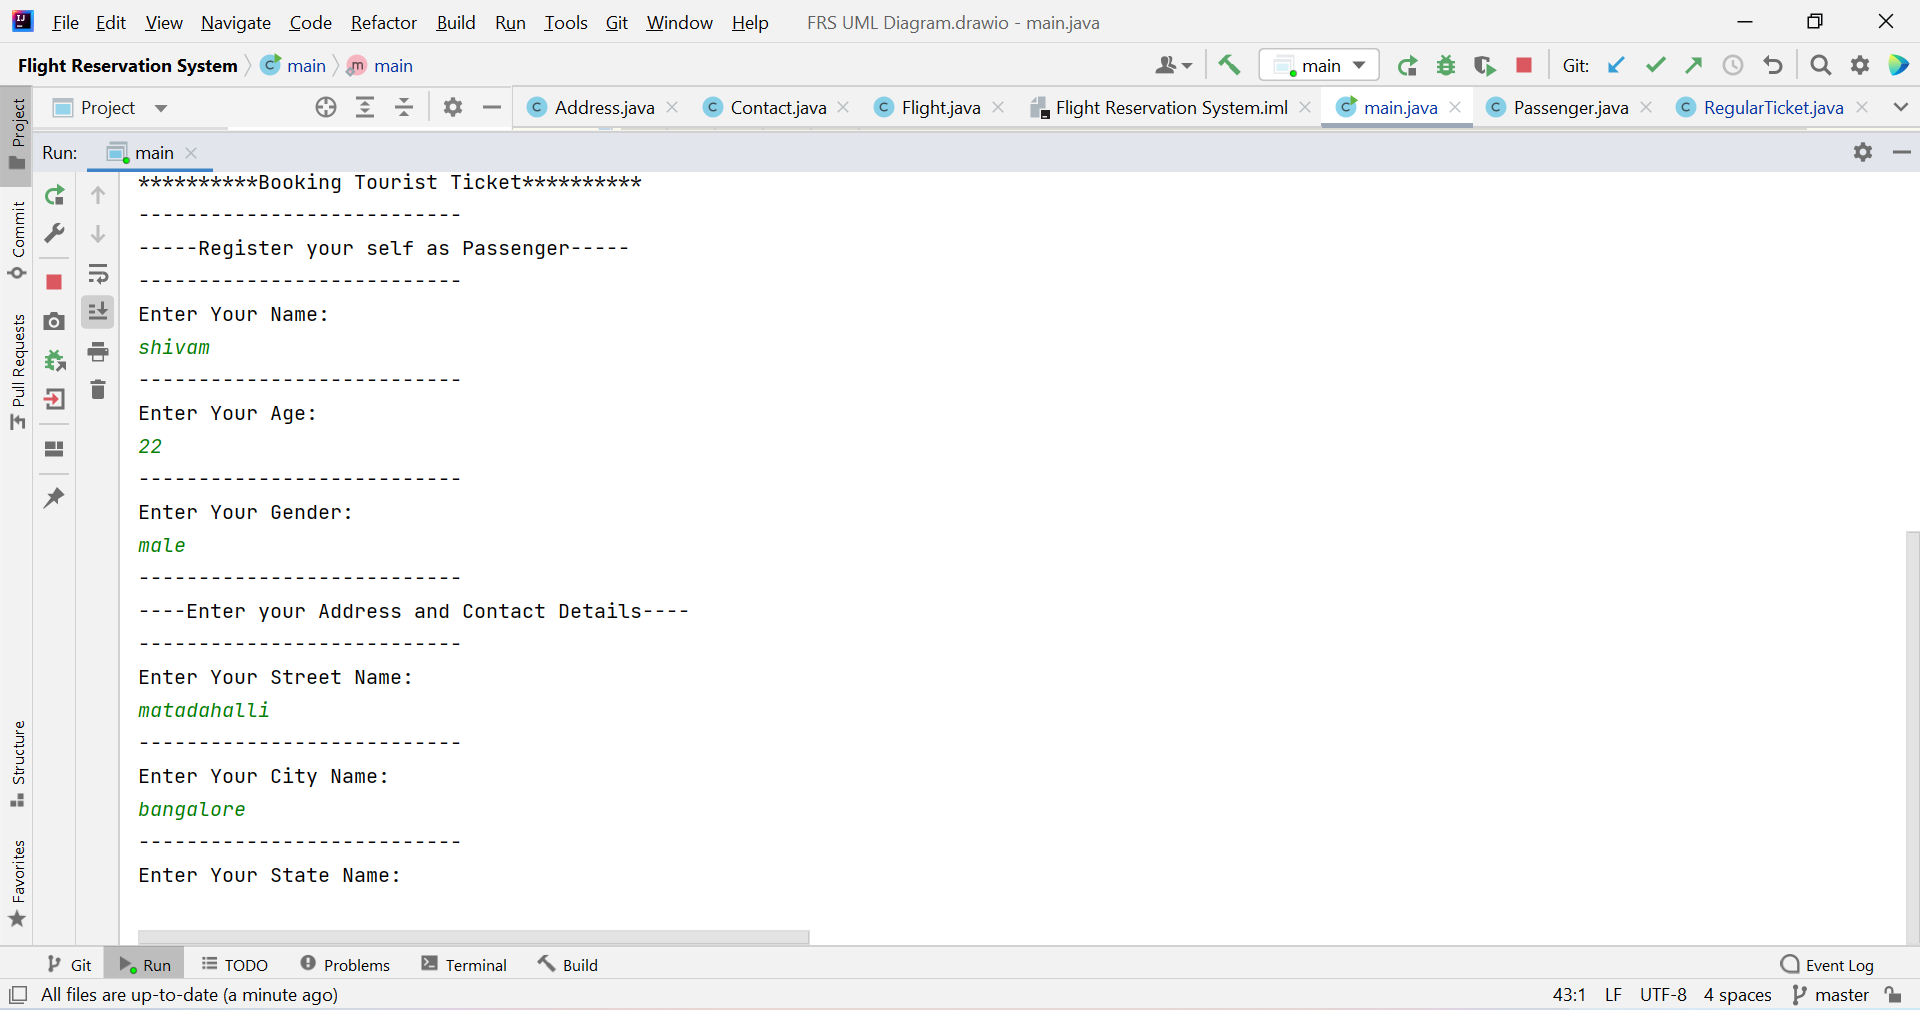 File Edit View Navigate Code Refactor Build Run Tools Git Window Help FRS UML Diagram.drawio - main.java
Flight Reservation System main main main Git:
Project Address.java Contact.java Flight.java Flight Reservation System.iml main.java Passenger.java RegularTicket.java
Run: main
Project
Commit
Pull Requests
Structure
Favorites
**********Booking Tourist Ticket**********
---------------------------
-----Register your self as Passenger-----
---------------------------
Enter Your Name:
shivam
---------------------------
Enter Your Age:
22
---------------------------
Enter Your Gender:
male
---------------------------
----Enter your Address and Contact Details----
---------------------------
Enter Your Street Name:
matadahalli
---------------------------
Enter Your City Name:
bangalore
---------------------------
Enter Your State Name:
Git Run TODO Problems Terminal Build Event Log
All files are up-to-date (a minute ago) 43:1 LF UTF-8 4 spaces master